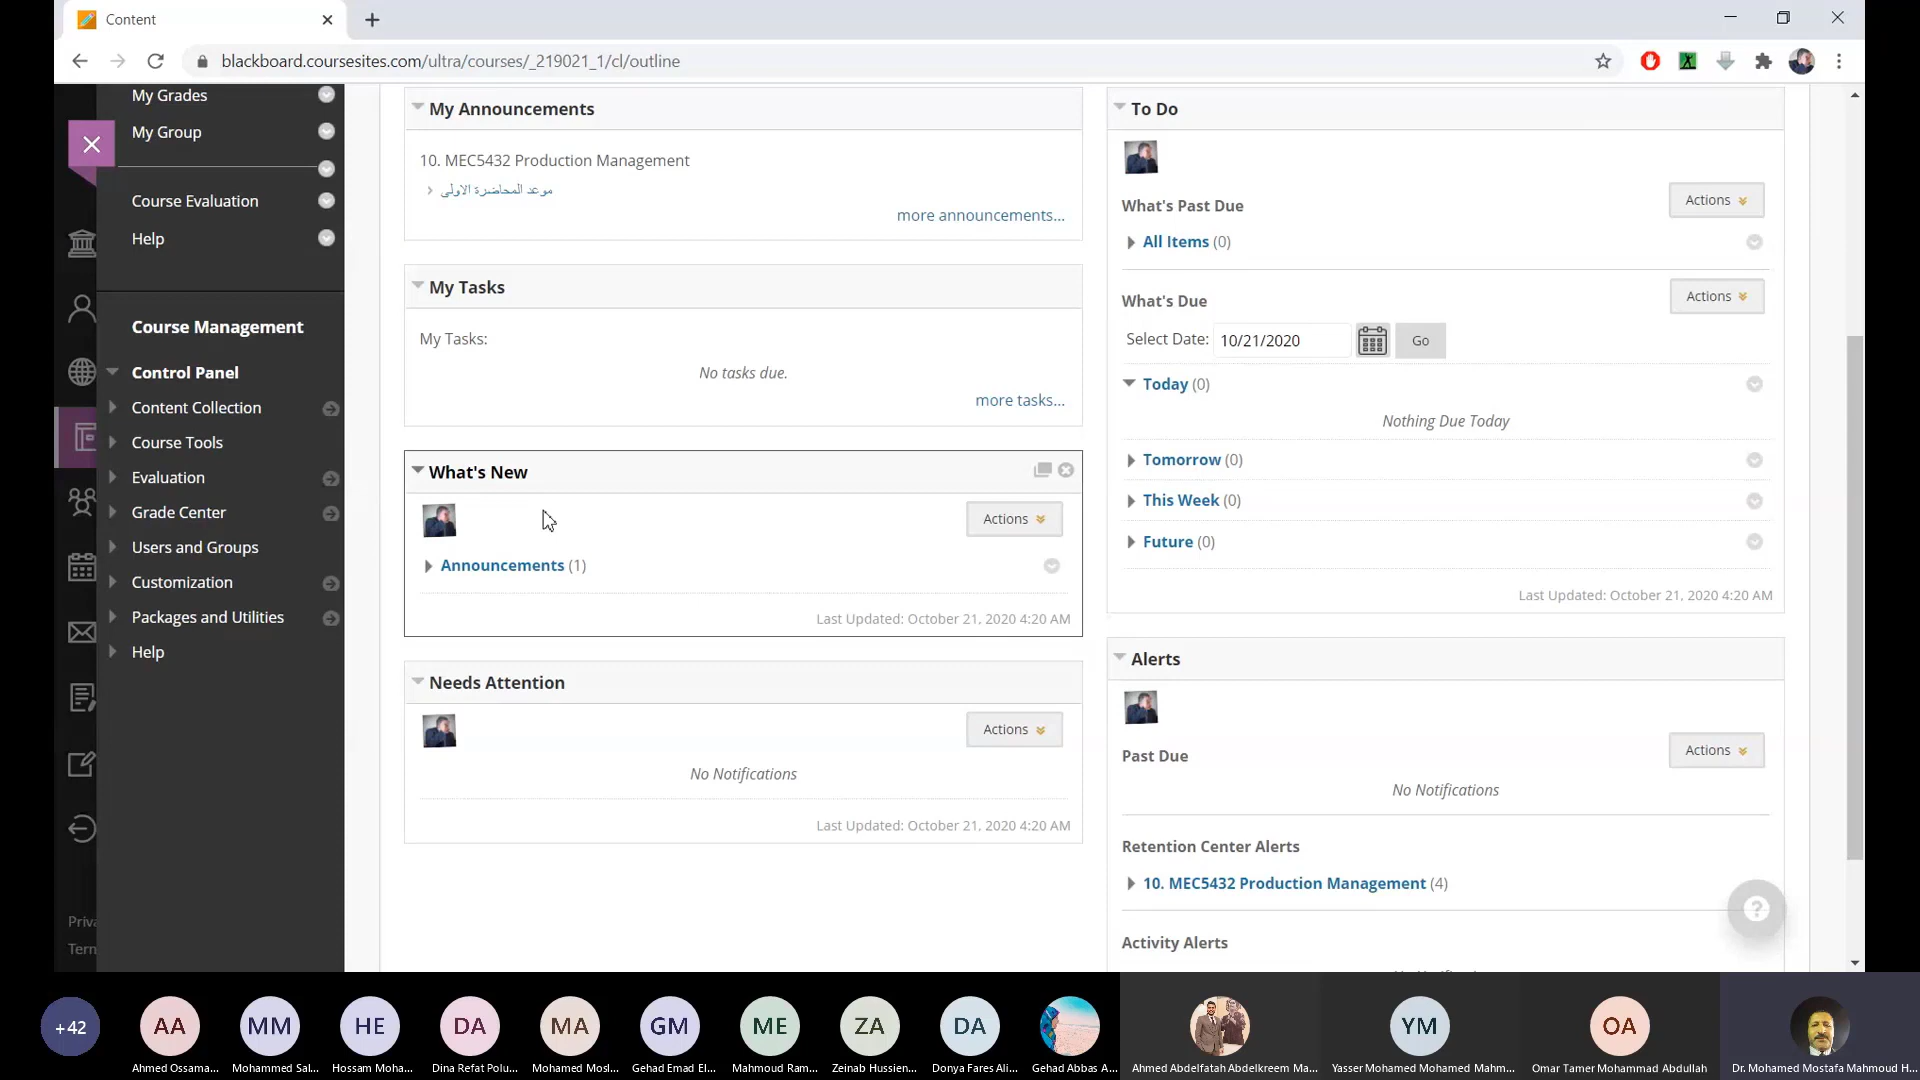 Content
blackboard.coursesites.com/ultra/courses/_219021_1/cl/outline
My Grades
My Group
Course Evaluation
Help
Course Management
Control Panel
Content Collection
Course Tools
Evaluation
Grade Center
Users and Groups
Customization
Packages and Utilities
Help
My Announcements
10. MEC5432 Production Management
موعد المحاضرة الاولى
more announcements...
My Tasks
My Tasks:
No tasks due.
more tasks...
What's New
Actions
Announcements (1)
Last Updated: October 21, 2020 4:20 AM
Needs Attention
Actions
No Notifications
Last Updated: October 21, 2020 4:20 AM
To Do
Actions
What's Past Due
All Items (0)
Actions
What's Due
Select Date: 10/21/2020 Go
Today (0)
Nothing Due Today
Tomorrow (0)
This Week (0)
Future (0)
Last Updated: October 21, 2020 4:20 AM
Alerts
Actions
Past Due
No Notifications
Retention Center Alerts
10. MEC5432 Production Management (4)
Activity Alerts
+42 AA MM HE DA MA GM ME ZA DA YM OA
Ahmed Ossama... Mohammed Sal... Hossam Moha... Dina Refat Polu... Mohamed Mosl... Gehad Emad El... Mahmoud Ram... Zeinab Hussien... Donya Fares Ali... Gehad Abbas A... Ahmed Abdelfatah Abdelkreem Ma... Yasser Mohamed Mohamed Mahm... Omar Tamer Mohammad Abdullah Dr. Mohamed Mostafa Mahmoud H...